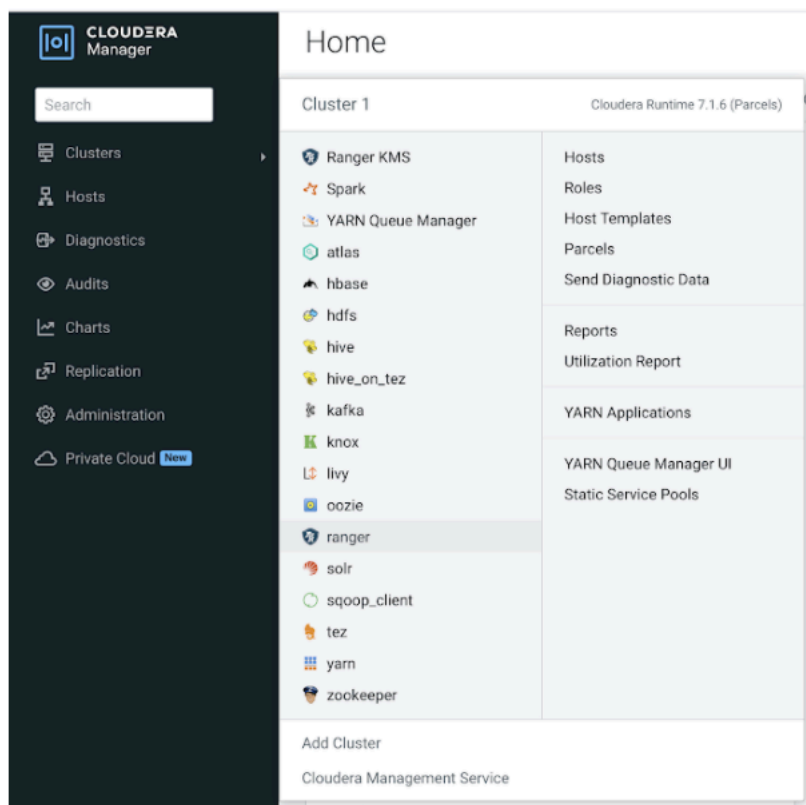 CLOUDERA
Manager
Search
Clusters
Hosts
Diagnostics
Audits
Charts
Replication
Administration
Private Cloud New
Home
Cluster 1
Cloudera Runtime 7.1.6 (Parcels)
Ranger KMS
Spark
YARN Queue Manager
atlas
hbase
hdfs
hive
hive_on_tez
kafka
knox
livy
oozie
ranger
solr
sqoop_client
tez
yarn
zookeeper
Hosts
Roles
Host Templates
Parcels
Send Diagnostic Data
Reports
Utilization Report
YARN Applications
YARN Queue Manager UI
Static Service Pools
Add Cluster
Cloudera Management Service